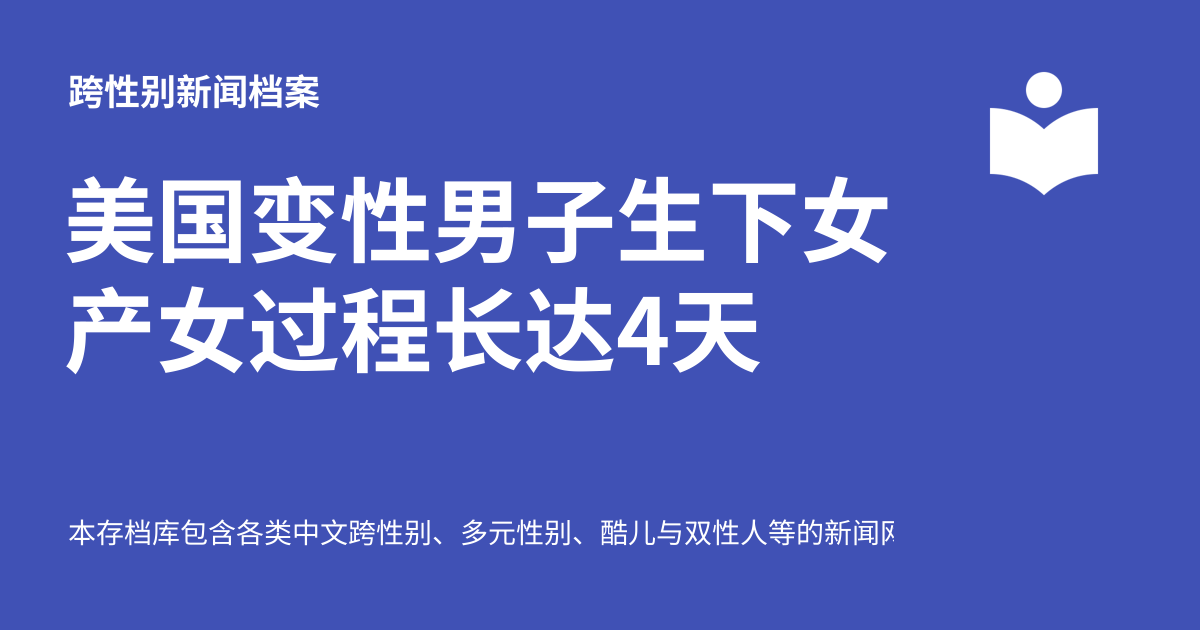 跨性别新闻档案
美国变性男子生下女
产女过程长达4天
本存档库包含各类中文跨性别、多元性别、酷儿与双性人等的新闻网